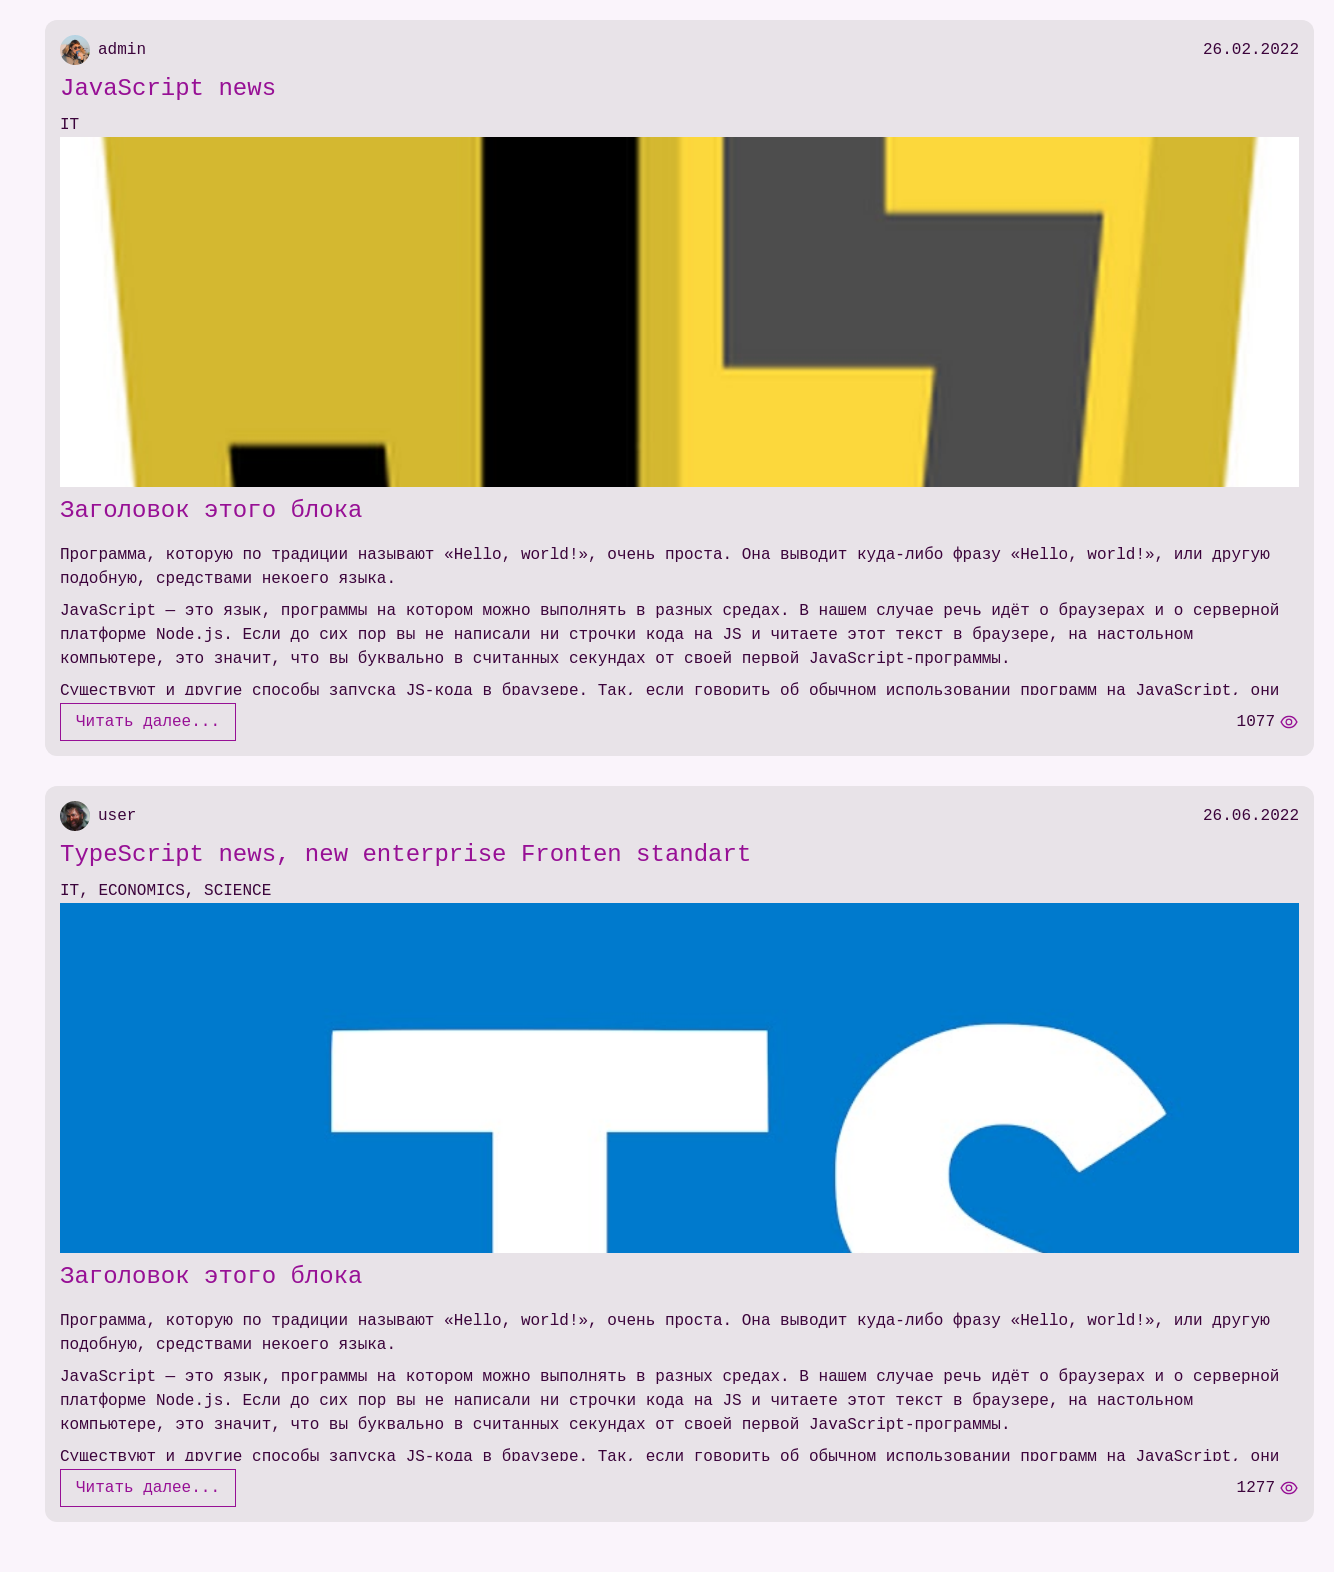 admin 26.02.2022
JavaScript news
IT
Заголовок этого блока
Программа, которую по традиции называют «Hello, world!», очень проста. Она выводит куда-либо фразу «Hello, world!», или другую
подобную, средствами некоего языка.
JavaScript — это язык, программы на котором можно выполнять в разных средах. В нашем случае речь идёт о браузерах и о серверной
платформе Node.js. Если до сих пор вы не написали ни строчки кода на JS и читаете этот текст в браузере, на настольном
компьютере, это значит, что вы буквально в считанных секундах от своей первой JavaScript-программы.
Существуют и другие способы запуска JS-кода в браузере. Так, если говорить об обычном использовании программ на JavaScript, они
Читать далее... 1077
user 26.06.2022
TypeScript news, new enterprise Fronten standart
IT, ECONOMICS, SCIENCE
TS
Заголовок этого блока
Программа, которую по традиции называют «Hello, world!», очень проста. Она выводит куда-либо фразу «Hello, world!», или другую
подобную, средствами некоего языка.
JavaScript — это язык, программы на котором можно выполнять в разных средах. В нашем случае речь идёт о браузерах и о серверной
платформе Node.js. Если до сих пор вы не написали ни строчки кода на JS и читаете этот текст в браузере, на настольном
компьютере, это значит, что вы буквально в считанных секундах от своей первой JavaScript-программы.
Существуют и другие способы запуска JS-кода в браузере. Так, если говорить об обычном использовании программ на JavaScript, они
Читать далее... 1277